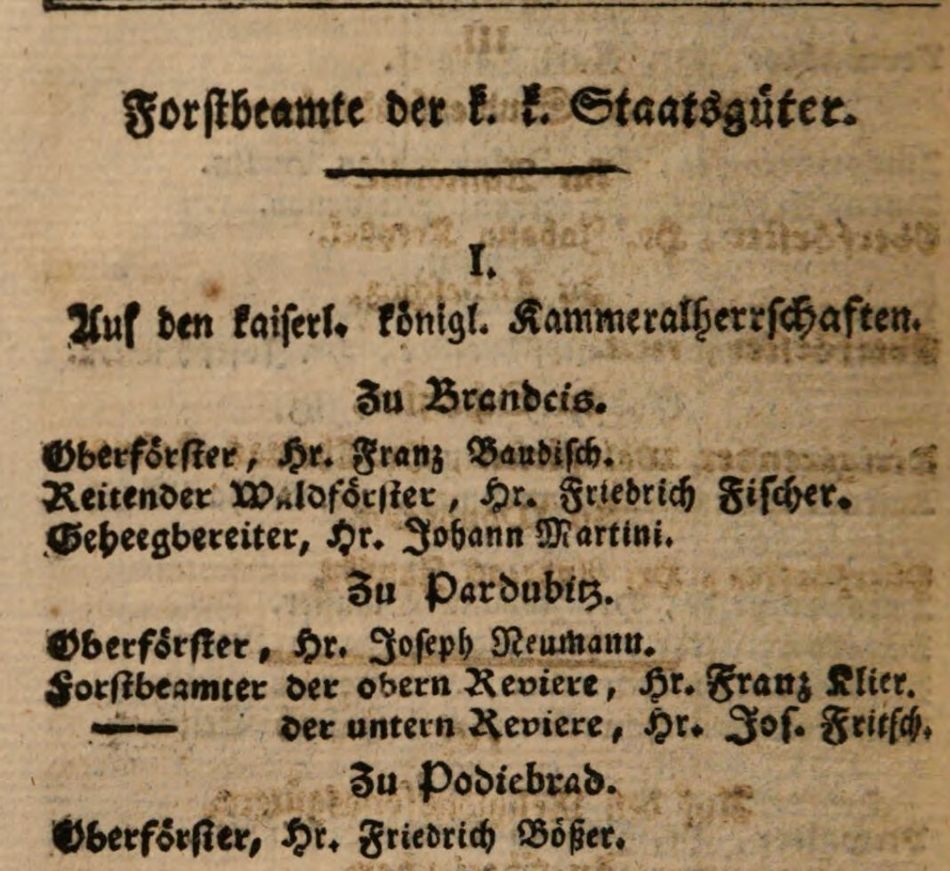 Forstbeamte der k. k. Staatsgüter.
I.
Auf den kaiserl. königl. Kammeralherrschaften.
Zu Brandeis.
Oberförster, Hr. Franz Baudisch.
Reitender Waldförster, Hr. Friedrich Fischer.
Geheegbereiter, Hr. Johann Martini.
Zu Pardubitz.
Oberförster, Hr. Joseph Neumann.
Forstbeamter der obern Reviere, Hr. Franz Klier.
—— der untern Reviere, Hr. Jos. Fritsch.
Zu Podiebrad.
Oberförster, Hr. Friedrich Bößer.